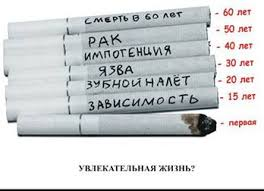 СМЕРТЬ В 60 ЛЕТ - 60 лет
РАК - 50 лет
ИМПОТЕНЦИЯ - 40 лет
ЯЗВА - 30 лет
ЗУБНОЙ НАЛЁТ - 20 лет
ЗАВИСИМОСТЬ - 15 лет
- первая
УВЛЕКАТЕЛЬНАЯ ЖИЗНЬ?